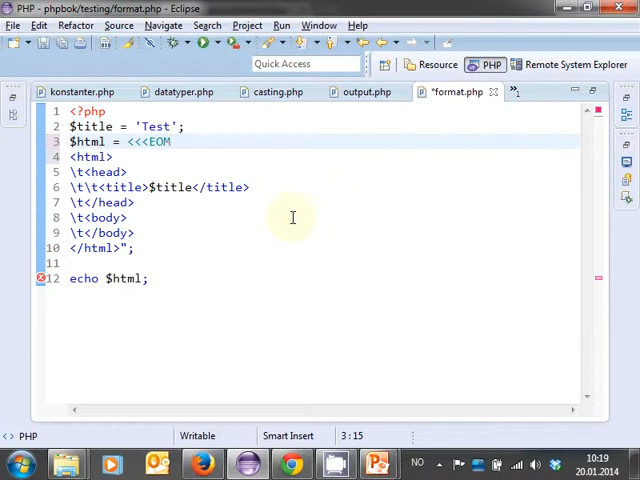 PHP - phpbok/testing/format.php - Eclipse
File Edit Refactor Source Navigate Search Project Run Window Help
Quick Access
Resource PHP Remote System Explorer
konstanter.php datatyper.php casting.php output.php *format.php »1
1 <?php
2 $title = 'Test';
3 $html = <<<EOM
4 <html>
5 \t<head>
6 \t\t<title>$title</title>
7 \t</head>
8 \t<body>
9 \t</body>
10 </html>";
11
12 echo $html;
PHP Writable Smart Insert 3 : 15
NO 10:19
20.01.2014